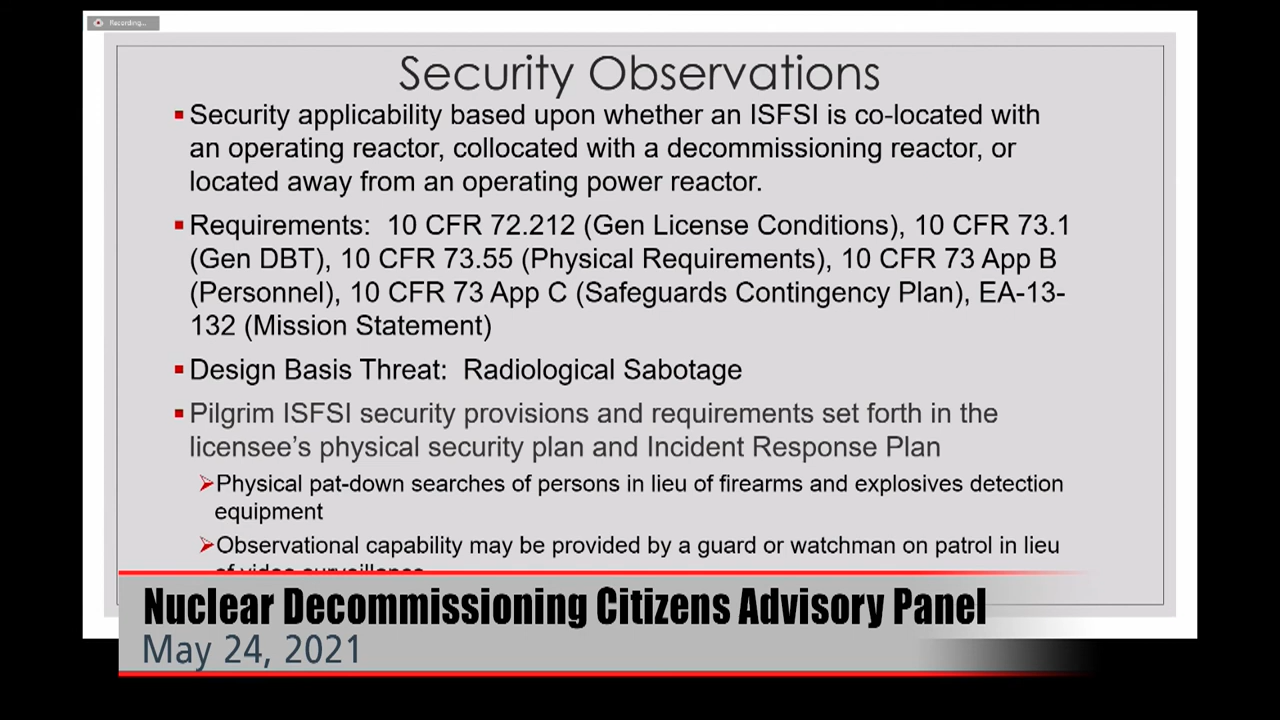 Recording...
Security Observations
Security applicability based upon whether an ISFSI is co-located with
an operating reactor, collocated with a decommissioning reactor, or
located away from an operating power reactor.
Requirements: 10 CFR 72.212 (Gen License Conditions), 10 CFR 73.1
(Gen DBT), 10 CFR 73.55 (Physical Requirements), 10 CFR 73 App B
(Personnel), 10 CFR 73 App C (Safeguards Contingency Plan), EA-13-
132 (Mission Statement)
Design Basis Threat: Radiological Sabotage
Pilgrim ISFSI security provisions and requirements set forth in the
licensee's physical security plan and Incident Response Plan
Physical pat-down searches of persons in lieu of firearms and explosives detection
equipment
Observational capability may be provided by a guard or watchman on patrol in lieu
of video surveillance
Nuclear Decommissioning Citizens Advisory Panel
May 24, 2021